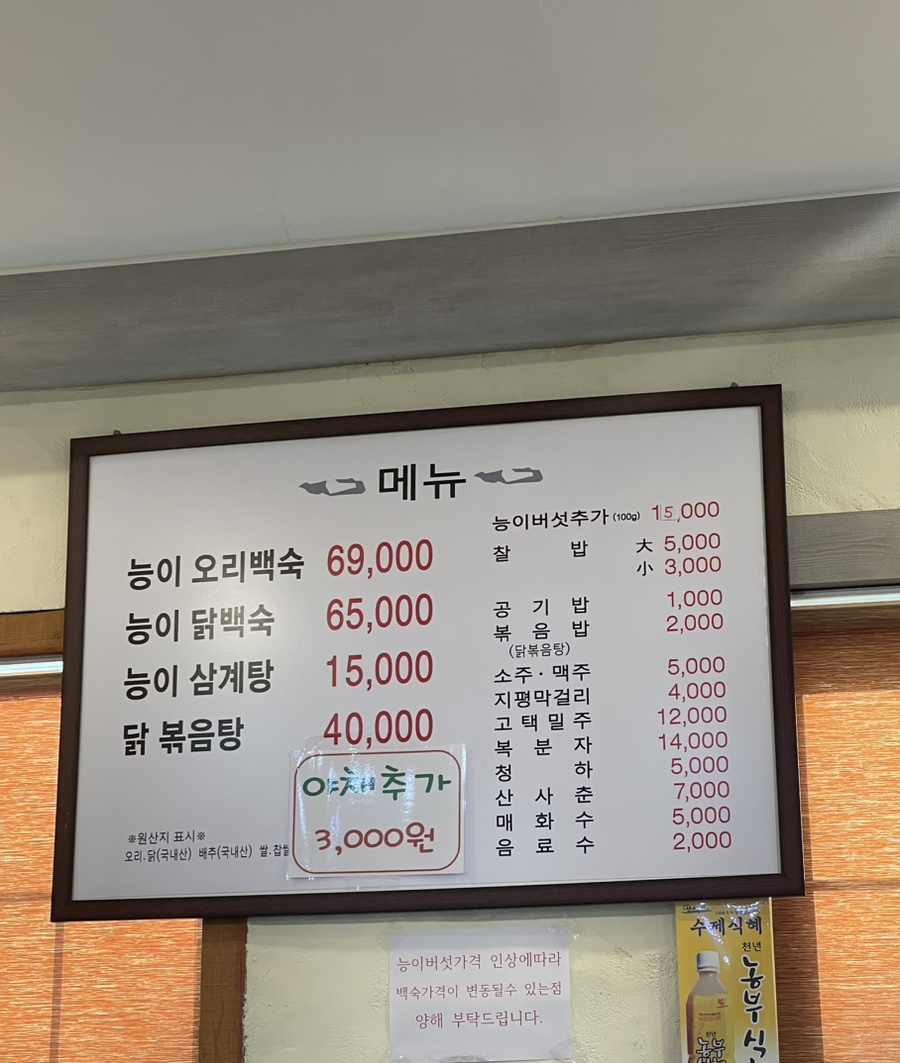 메뉴
능이 오리백숙 69,000
능이 닭백숙 65,000
능이 삼계탕 15,000
닭 볶음탕 40,000
야채추가
3,000원
※원산지 표시※
오리.닭(국내산) 배추(국내산) 쌀.찹쌀
능이버섯추가 (100g) 15,000
찰 밥 大 5,000
小 3,000
공 기 밥 1,000
볶 음 밥 2,000
(닭볶음탕)
소주·맥주 5,000
지평막걸리 4,000
고택밀주 12,000
복 분 자 14,000
청 하 5,000
산 사 춘 7,000
매 화 수 5,000
음 료 수 2,000
능이버섯가격 인상에따라
백숙가격이 변동될수 있는점
양해 부탁드립니다.
수제식혜
천년
농부식
천년
농부